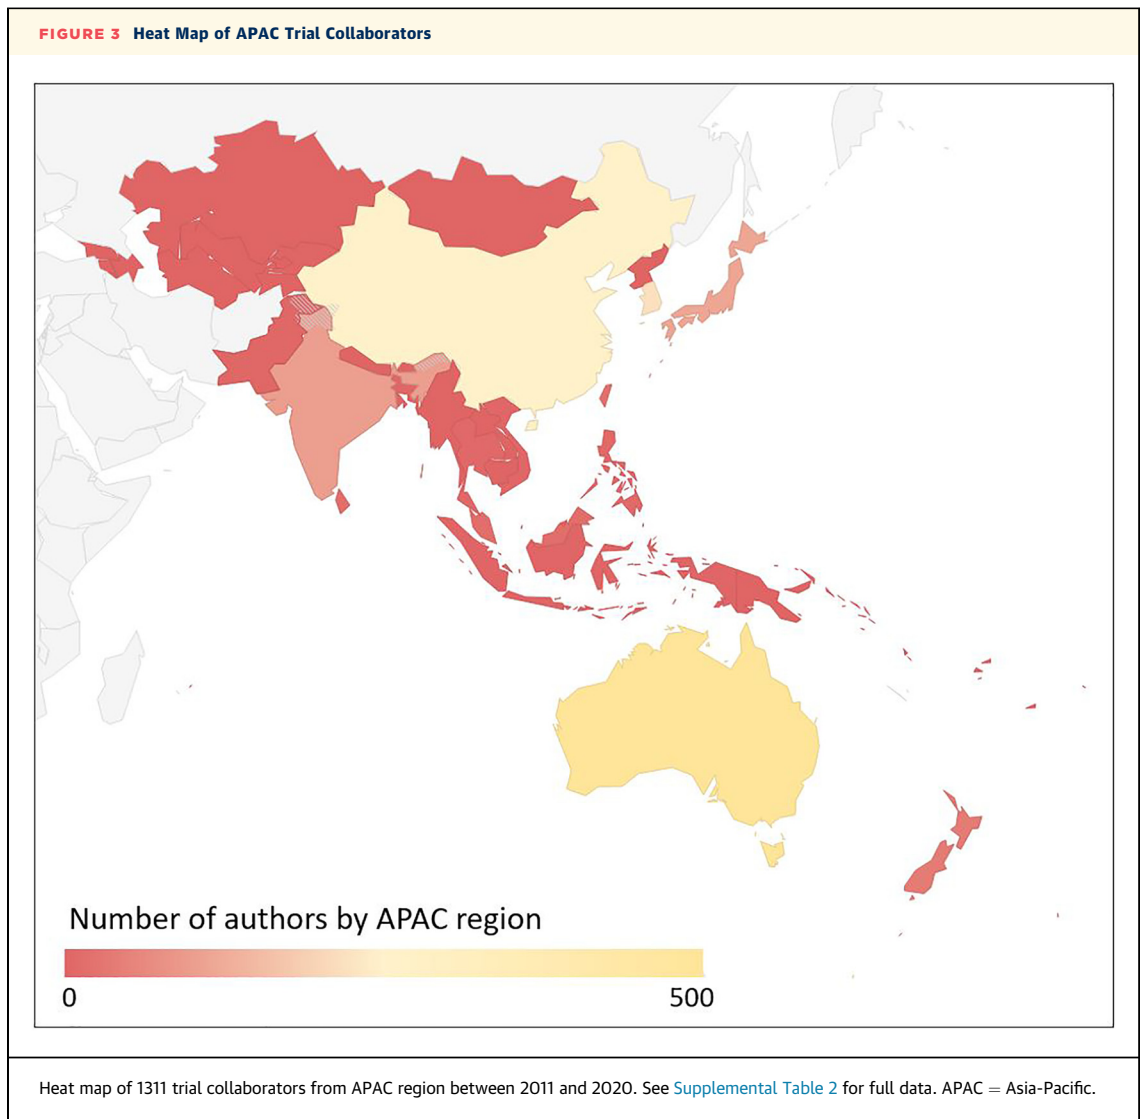 FIGURE 3 Heat Map of APAC Trial Collaborators
Number of authors by APAC region
0 500
Heat map of 1311 trial collaborators from APAC region between 2011 and 2020. See Supplemental Table 2 for full data. APAC = Asia-Pacific.